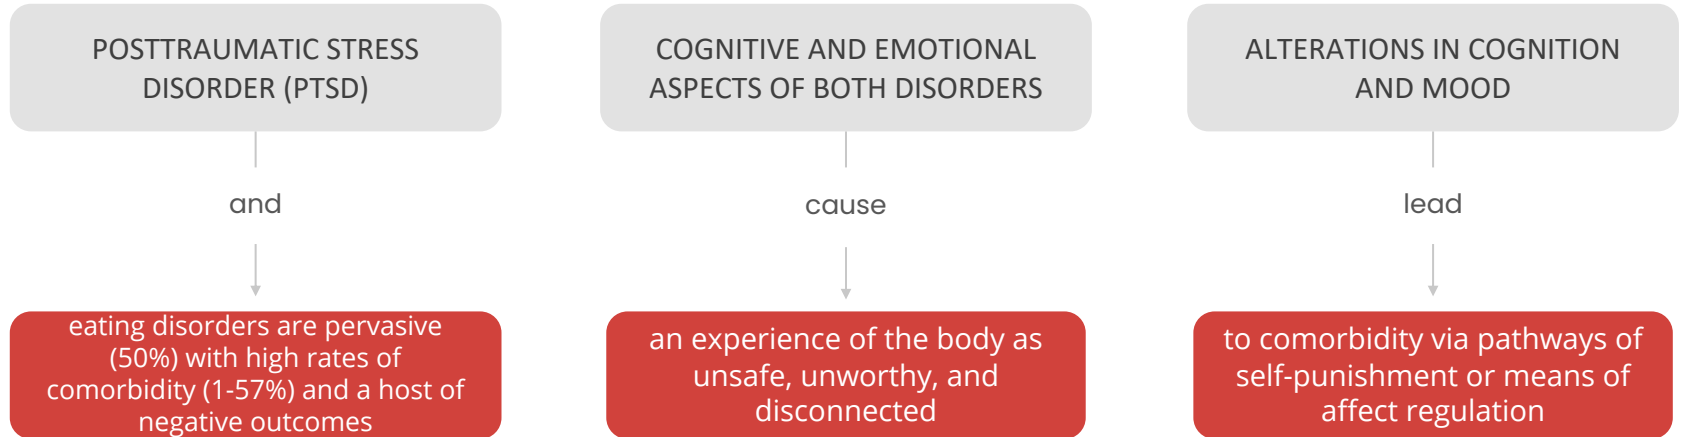 POSTTRAUMATIC STRESS
DISORDER (PTSD)
and
eating disorders are pervasive
(50%) with high rates of
comorbidity (1-57%) and a host of
negative outcomes
COGNITIVE AND EMOTIONAL
ASPECTS OF BOTH DISORDERS
cause
an experience of the body as
unsafe, unworthy, and
disconnected
ALTERATIONS IN COGNITION
AND MOOD
lead
to comorbidity via pathways of
self-punishment or means of
affect regulation